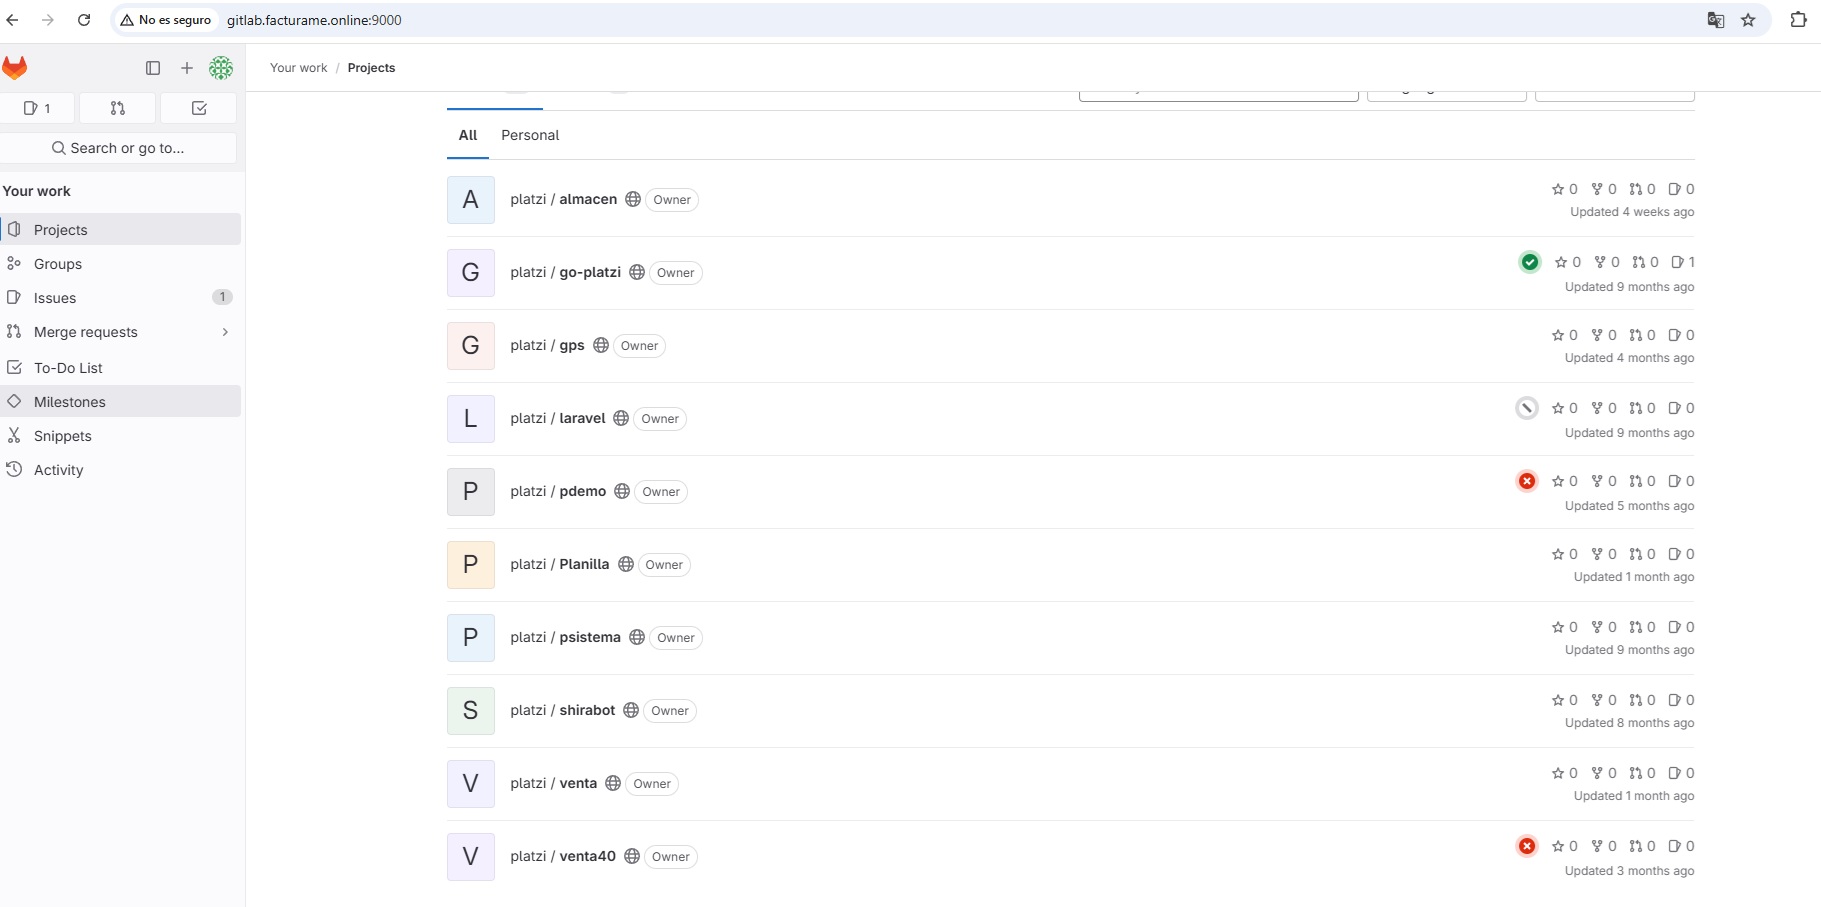 No es seguro gitlab.facturame.online:9000
Your work / Projects
1
Search or go to...
Your work
Projects
Groups
Issues 1
Merge requests
To-Do List
Milestones
Snippets
Activity
All Personal
A platzi / almacen Owner 0 0 0 0
Updated 4 weeks ago
G platzi / go-platzi Owner 0 0 0 1
Updated 9 months ago
G platzi / gps Owner 0 0 0 0
Updated 4 months ago
L platzi / laravel Owner 0 0 0 0
Updated 9 months ago
P platzi / pdemo Owner 0 0 0 0
Updated 5 months ago
P platzi / Planilla Owner 0 0 0 0
Updated 1 month ago
P platzi / psistema Owner 0 0 0 0
Updated 9 months ago
S platzi / shirabot Owner 0 0 0 0
Updated 8 months ago
V platzi / venta Owner 0 0 0 0
Updated 1 month ago
V platzi / venta40 Owner 0 0 0 0
Updated 3 months ago